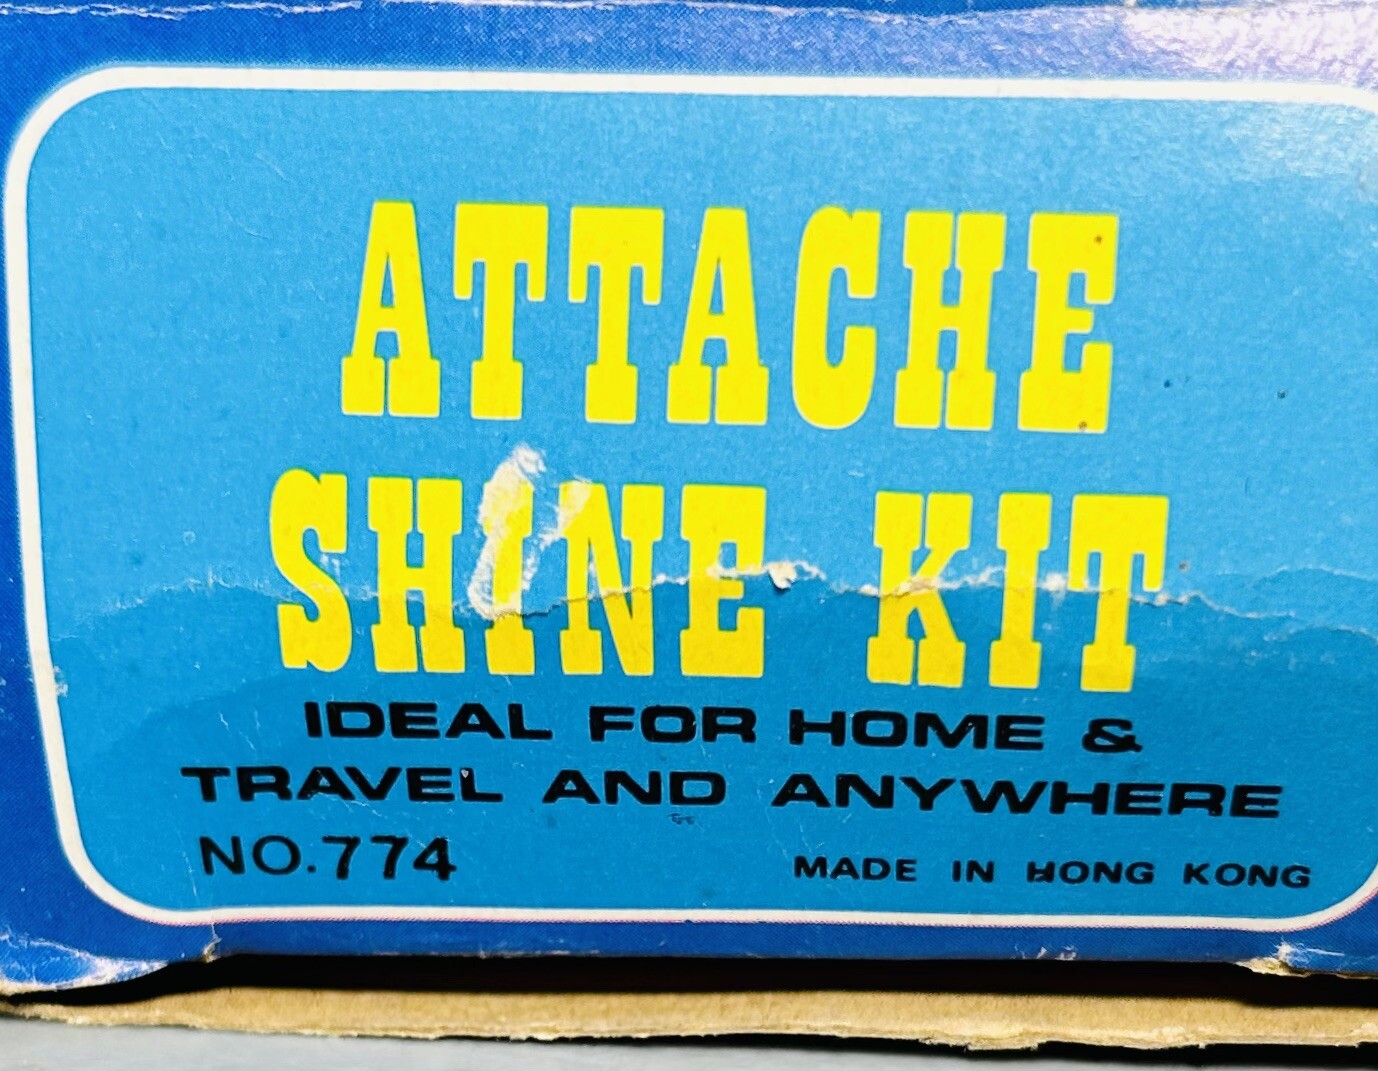 ATTACHE
SHINE KIT
IDEAL FOR HOME &
TRAVEL AND ANYWHERE
NO.774
MADE IN HONG KONG